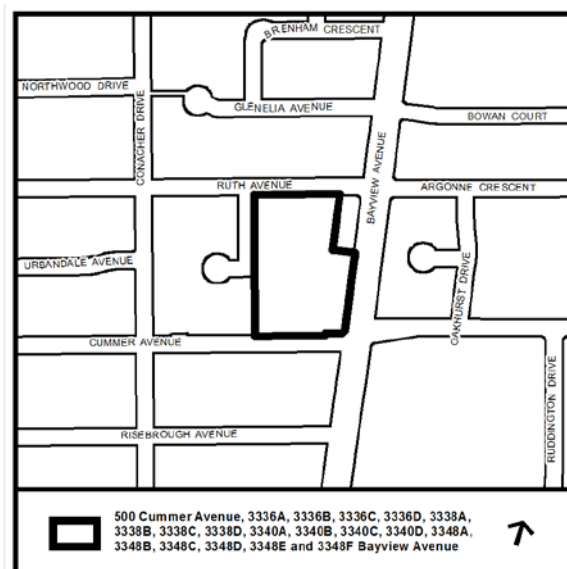 BRENHAM CRESCENT
NORTHWOOD DRIVE
CONACHER DRIVE
GLENELIA AVENUE
BOWAN COURT
BAYVIEW AVENUE
RUTH AVENUE
ARGONNE CRESCENT
URBANDALE AVENUE
OAKHURST DRIVE
CUMMER AVENUE
RUDDINGTON DRIVE
RISEBROUGH AVENUE
500 Cummer Avenue, 3336A, 3336B, 3336C, 3336D, 3338A,
3338B, 3338C, 3338D, 3340A, 3340B, 3340C, 3340D, 3348A,
3348B, 3348C, 3348D, 3348E and 3348F Bayview Avenue